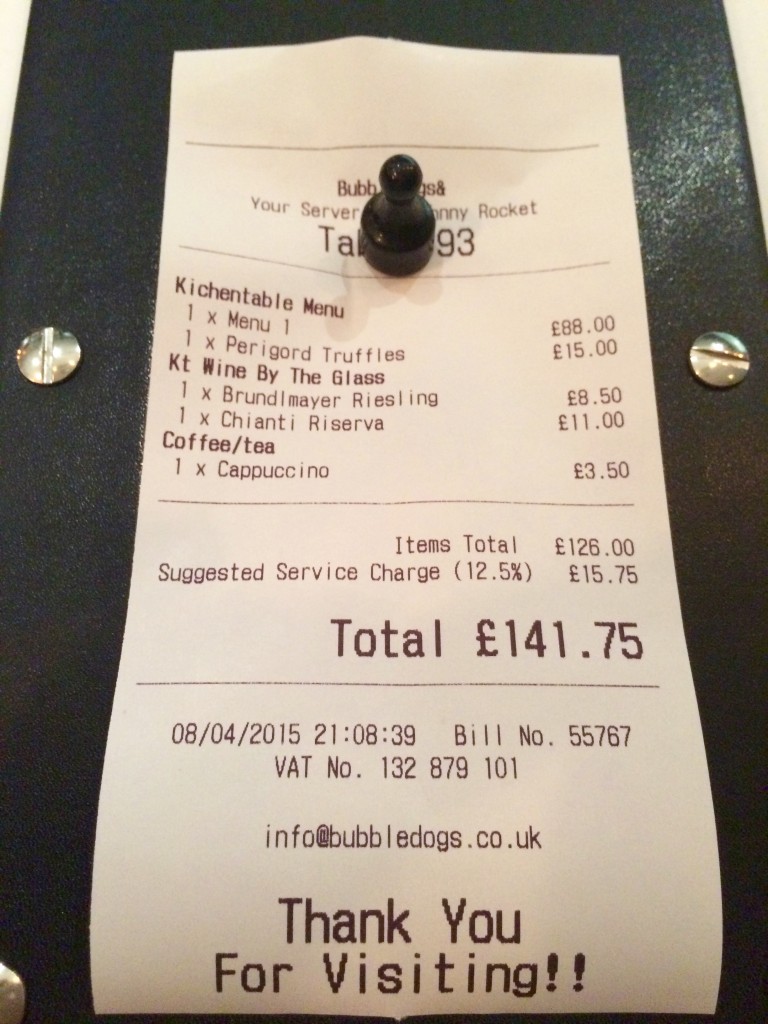 Your Server Rocket
93
Kichentable Menu
1 x Menu 1 £88.00
1 x Perigord Truffles £15.00
Kt Wine By The Glass
1 x Brundlmayer Riesling £8.50
1 x Chianti Riserva £11.00
Coffee/tea
1 x Cappuccino £3.50
Items Total £126.00
Suggested Service Charge (12.5%) £15.75
Total £141.75
08/04/2015 21:08:39 Bill No. 55767
VAT No. 132 879 101
info@bubbledogs.co.uk
Thank You
For Visiting!!